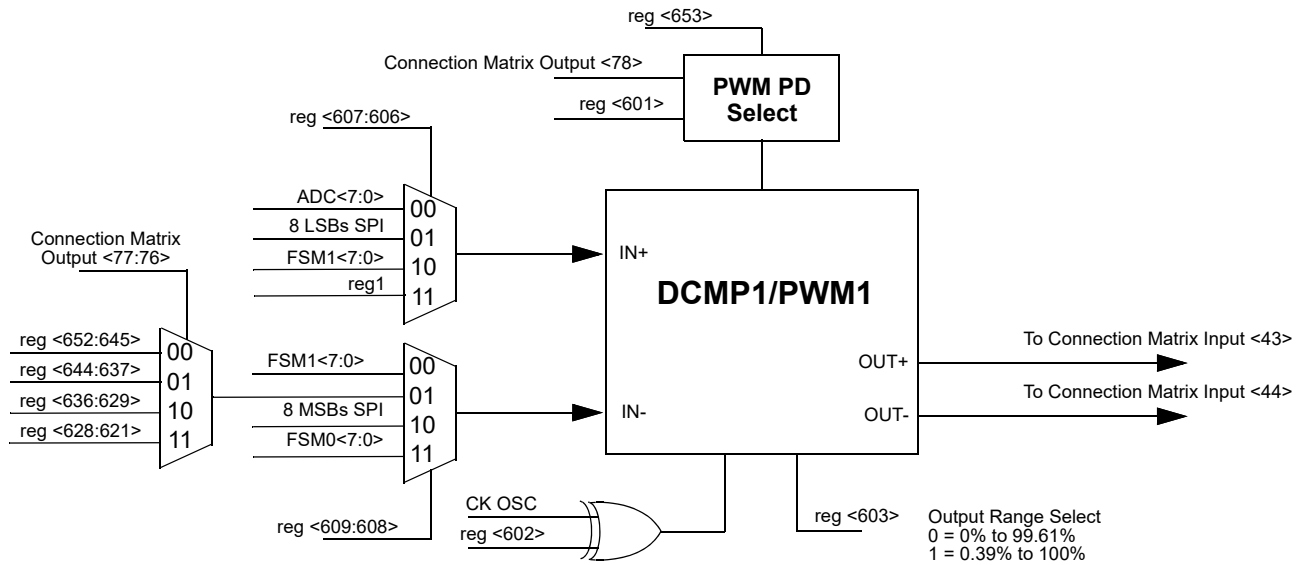 reg <653>
Connection Matrix Output <78>
reg <601>
PWM PD
Select
reg <607:606>
ADC<7:0>
8 LSBs SPI
FSM1<7:0>
reg1
00
01
10
11
Connection Matrix
Output <77:76>
reg <652:645>
reg <644:637>
reg <636:629>
reg <628:621>
00
01
10
11
FSM1<7:0>
8 MSBs SPI
FSM0<7:0>
00
01
10
11
reg <609:608>
IN+
DCMP1/PWM1
IN-
OUT+
OUT-
To Connection Matrix Input <43>
To Connection Matrix Input <44>
CK OSC
reg <602>
reg <603>
Output Range Select
0 = 0% to 99.61%
1 = 0.39% to 100%